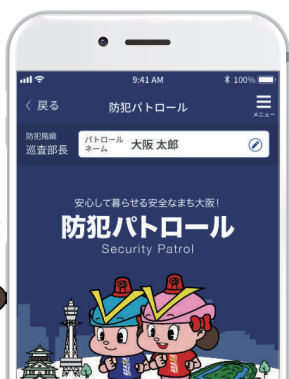 9:41 AM
100%
戻る
防犯パトロール
メニュー
防犯階級
巡査部長
パトロール
ネーム
大阪 太郎
安心して暮らせる安全なまち大阪!
防犯パトロール
Security Patrol